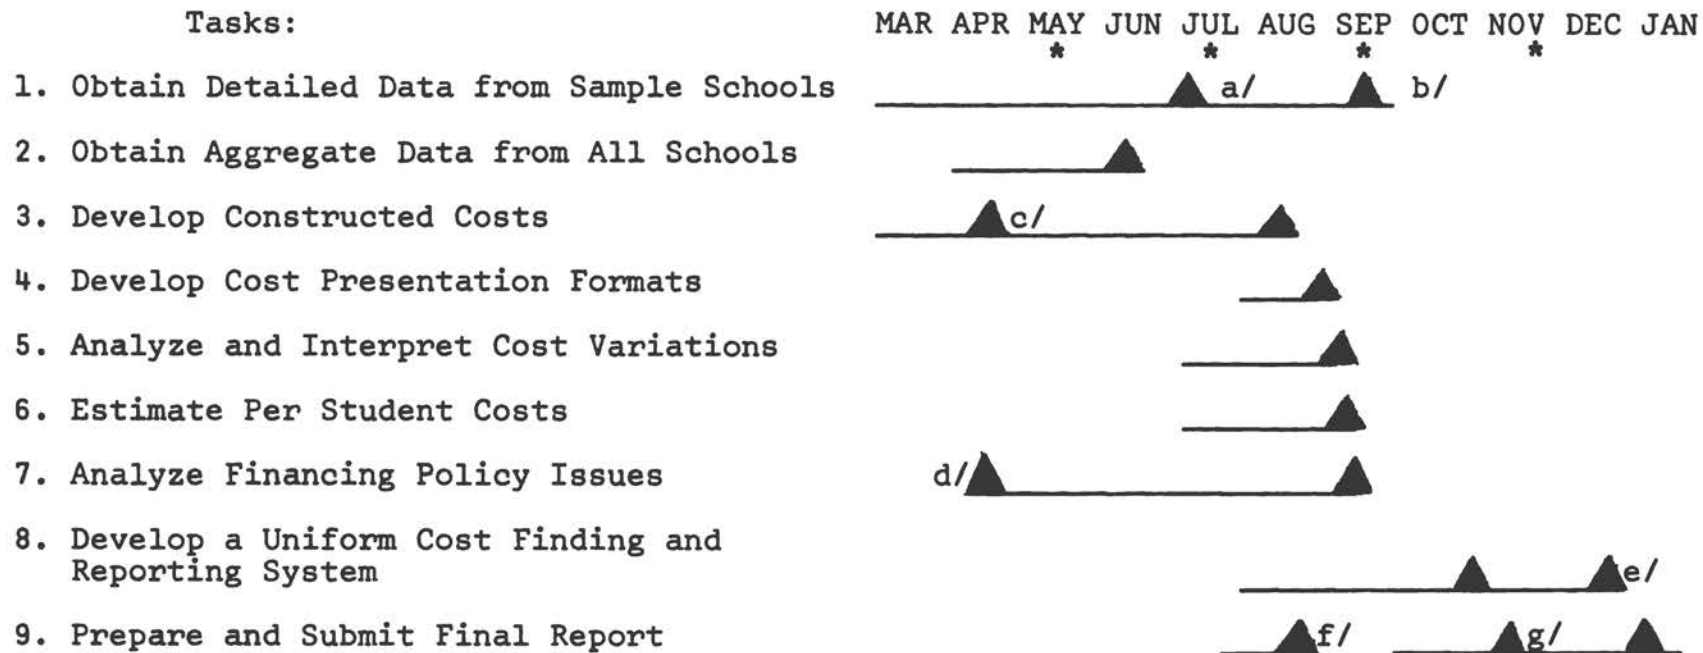 Tasks: MAR APR MAY JUN JUL AUG SEP OCT NOV DEC JAN
* * * *
1. Obtain Detailed Data from Sample Schools a/ b/
2. Obtain Aggregate Data from All Schools
3. Develop Constructed Costs c/
4. Develop Cost Presentation Formats
5. Analyze and Interpret Cost Variations
6. Estimate Per Student Costs
7. Analyze Financing Policy Issues d/
8. Develop a Uniform Cost Finding and
Reporting System e/
9. Prepare and Submit Final Report f/ g/